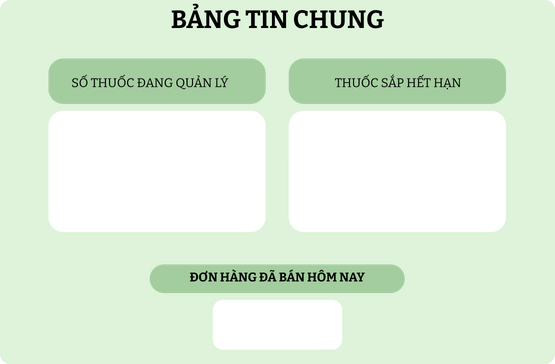 BẢNG TIN CHUNG
SỐ THUỐC ĐANG QUẢN LÝ
THUỐC SẮP HẾT HẠN
ĐƠN HÀNG ĐÃ BÁN HÔM NAY